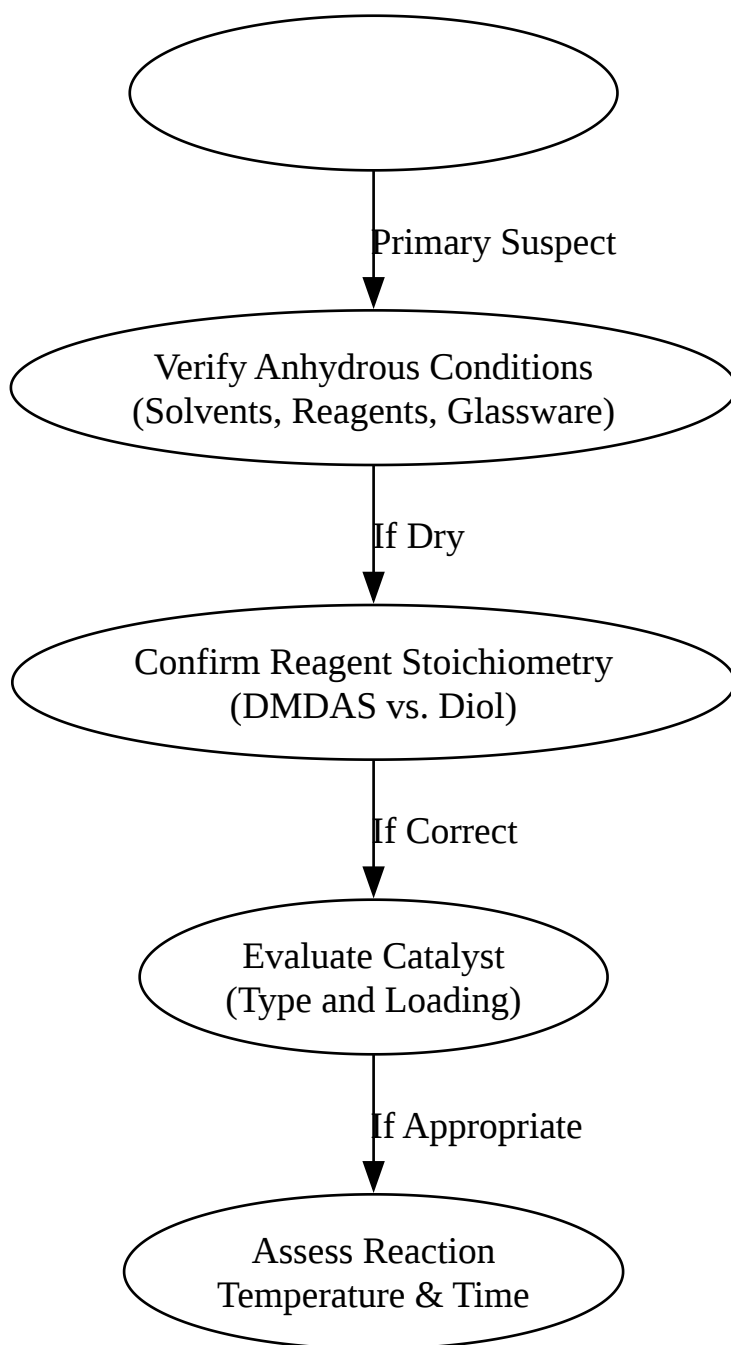 Primary Suspect
Verify Anhydrous Conditions
(Solvents, Reagents, Glassware)
If Dry
Confirm Reagent Stoichiometry
(DMDAS vs. Diol)
If Correct
Evaluate Catalyst
(Type and Loading)
If Appropriate
Assess Reaction
Temperature & Time